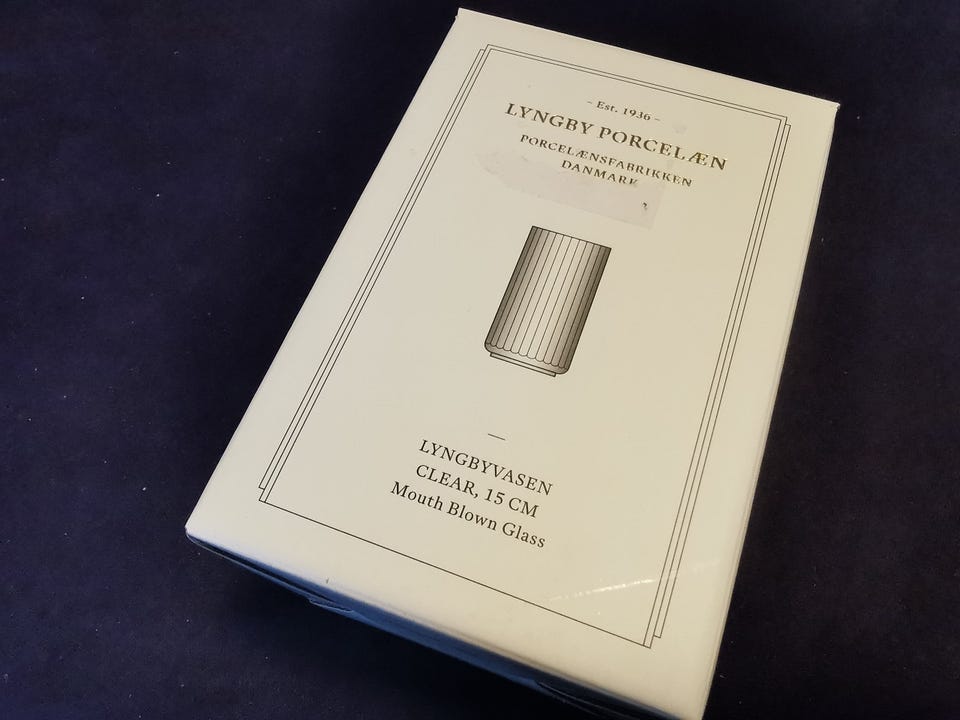 - Est. 1936 -
LYNGBY PORCELÆN
PORCELÆNSFABRIKKEN
DANMARK
LYNGBYVASEN
CLEAR, 15 CM
Mouth Blown Glass